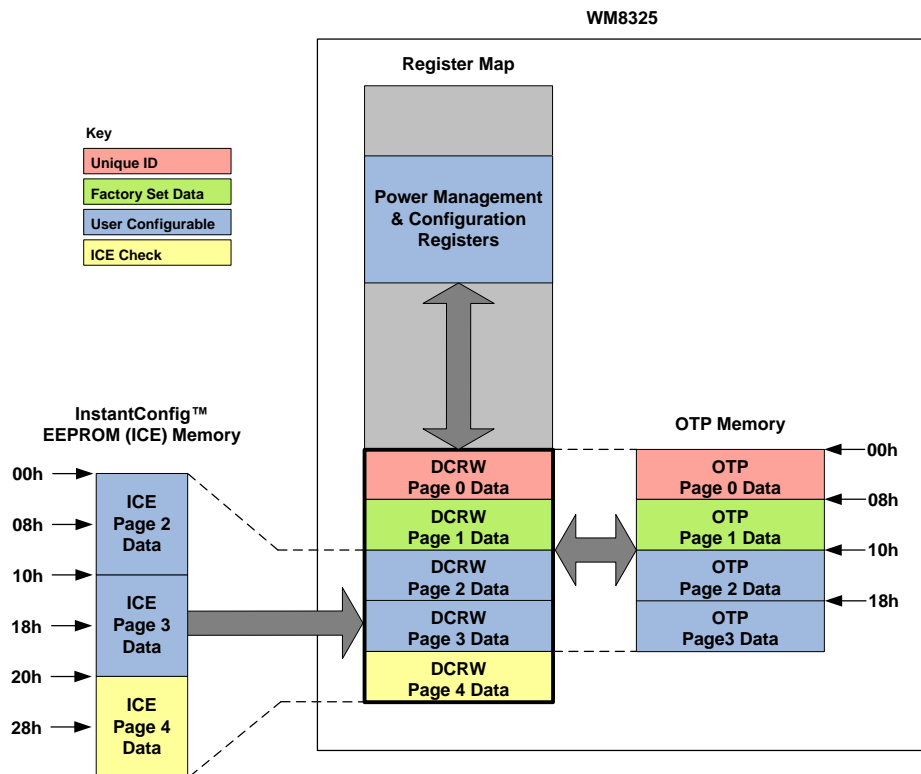 WM8325
Register Map
Key
Unique ID
Factory Set Data
User Configurable
ICE Check
Power Management
& Configuration
Registers
InstantConfig™
EEPROM (ICE) Memory
00h
08h
10h
18h
20h
28h
ICE
Page 2
Data
ICE
Page 3
Data
ICE
Page 4
Data
DCRW
Page 0 Data
DCRW
Page 1 Data
DCRW
Page 2 Data
DCRW
Page 3 Data
DCRW
Page 4 Data
OTP Memory
OTP
Page 0 Data
OTP
Page 1 Data
OTP
Page 2 Data
OTP
Page3 Data
00h
08h
10h
18h